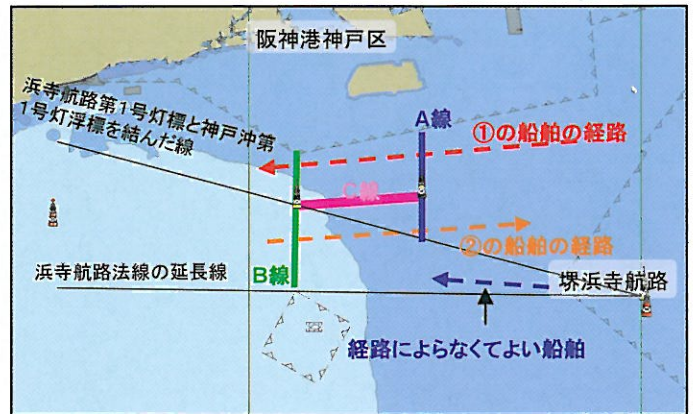 阪神港神戸区
浜寺航路第1号灯標と神戸沖第
1号灯浮標を結んだ線
A線
①の船舶の経路
C線
②の船舶の経路
B線
浜寺航路法線の延長線
堺浜寺航路
経路によらなくてよい船舶